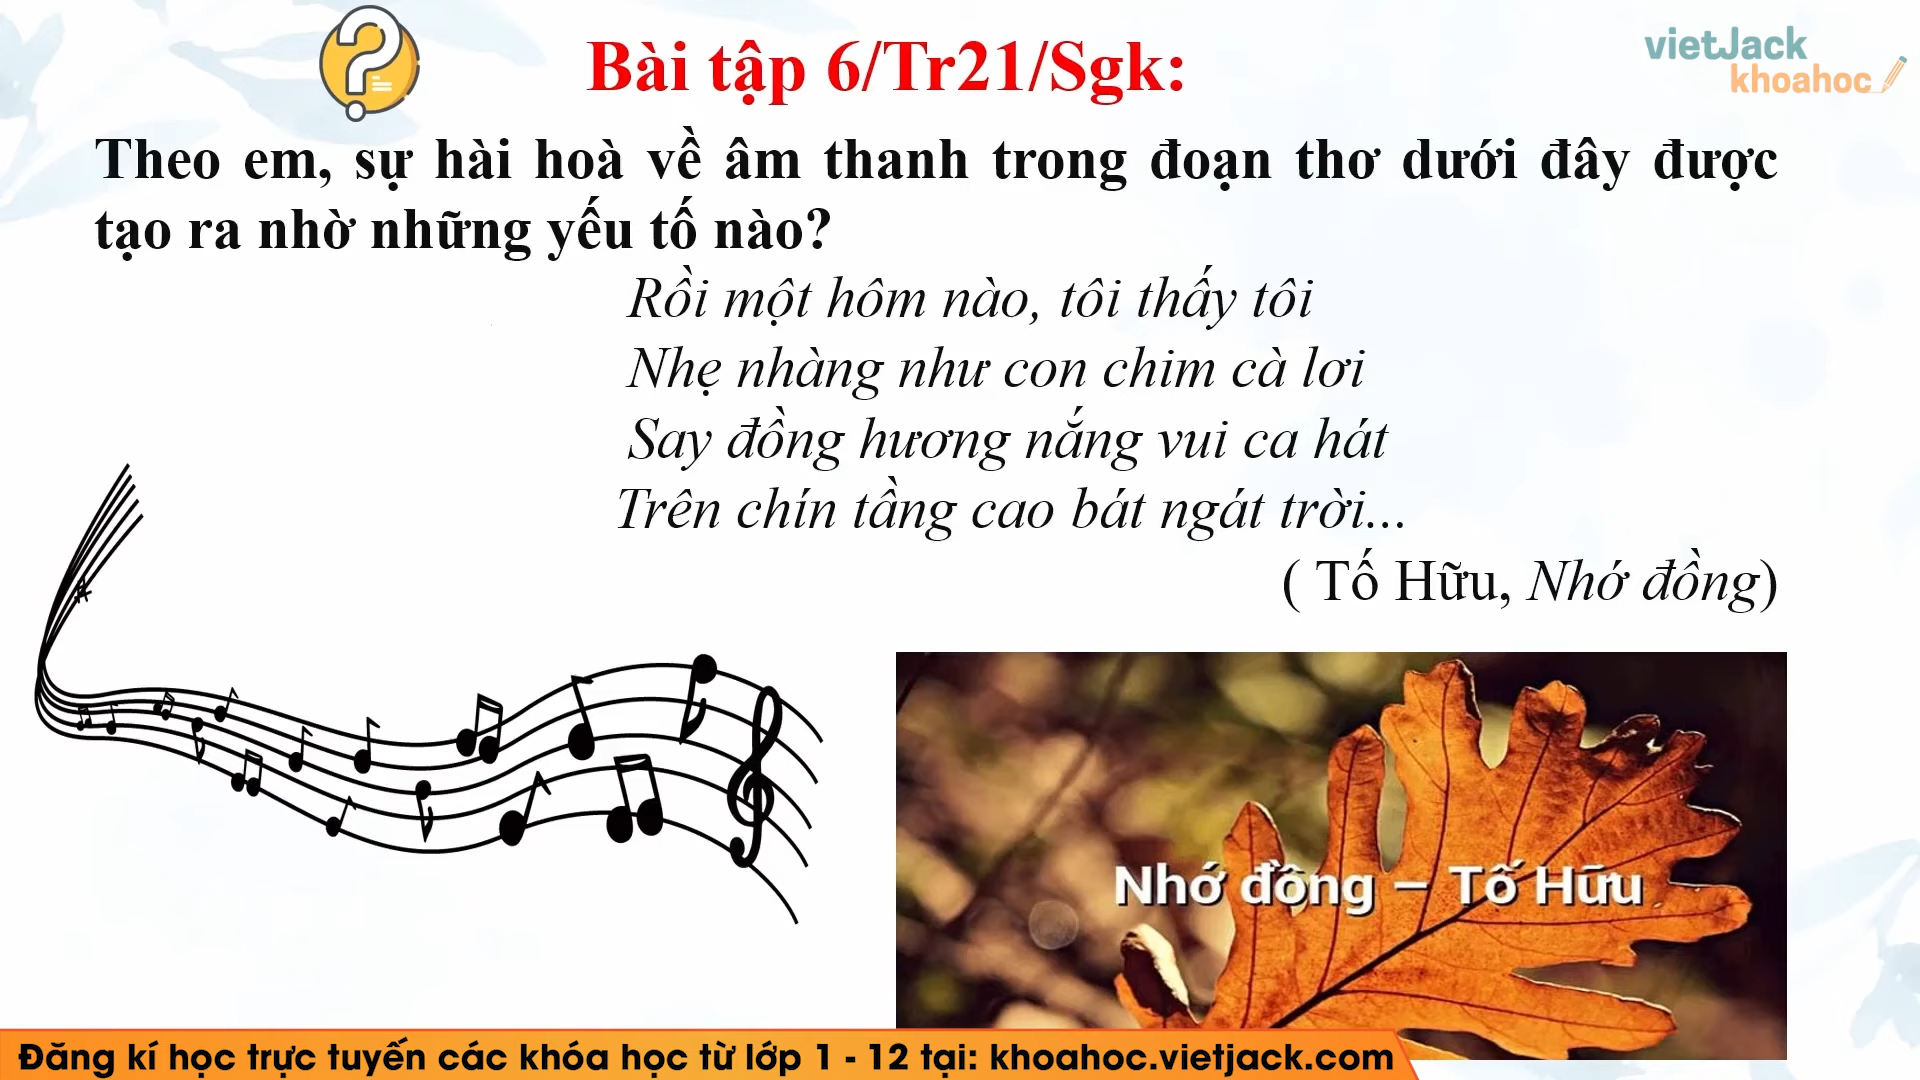 Bài tập 6/Tr21/Sgk:
vietJack
khoahoc
Theo em, sự hài hoà về âm thanh trong đoạn thơ dưới đây được
tạo ra nhờ những yếu tố nào?
Rồi một hôm nào, tôi thấy tôi
Nhẹ nhàng như con chim cà lơi
Say đồng hương nắng vui ca hát
Trên chín tầng cao bát ngát trời...
( Tố Hữu, Nhớ đồng)
Nhớ đồng – Tố Hữu
Đăng kí học trực tuyến các khóa học từ lớp 1 - 12 tại: khoahoc.vietjack.com